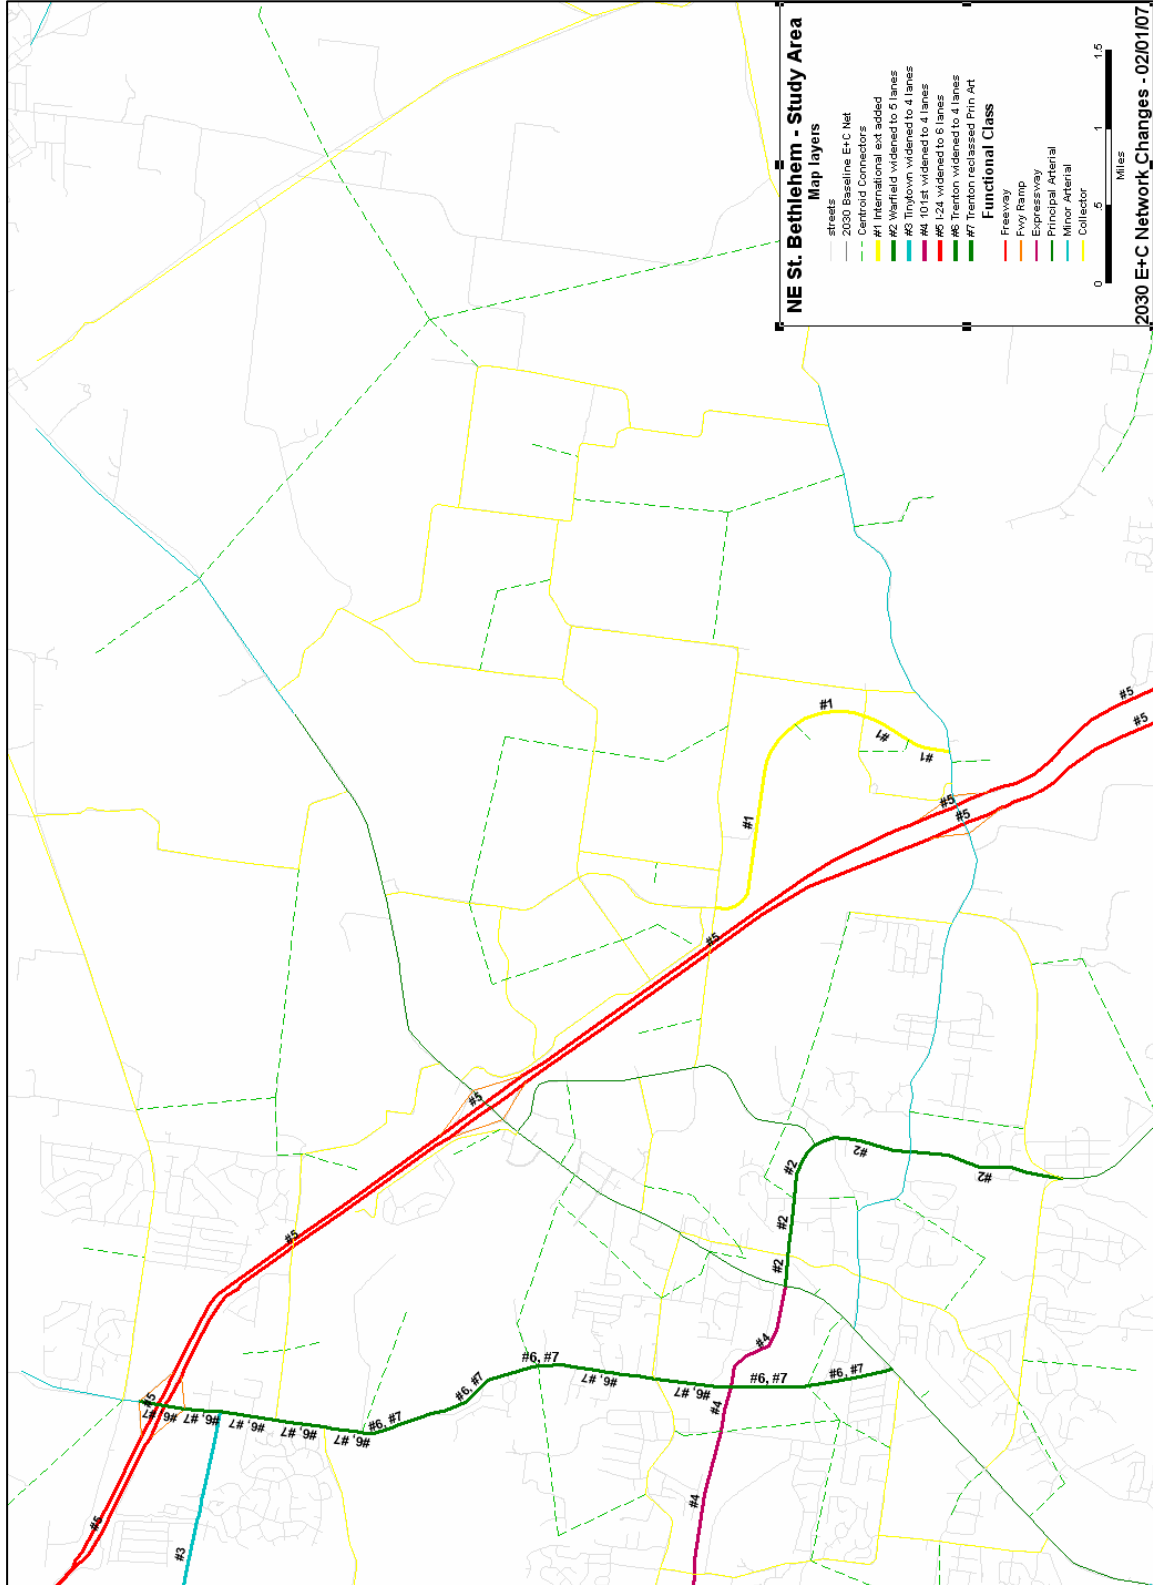 NE St. Bethlehem - Study Area
Map layers
streets
2030 Baseline E+C Net
Centroid Connectors
#1 International ext added
#2 Warfield widened to 5 lanes
#3 Tinytown widened to 4 lanes
#4 101st widened to 4 lanes
#5 I-24 widened to 6 lanes
#6 Trenton widened to 4 lanes
#7 Trenton reclassed Prin Art
Functional Class
Freeway
Fwy Ramp
Expressway
Principal Arterial
Minor Arterial
Collector
0 .5 1 1.5
Miles
2030 E+C Network Changes - 02/01/07
#5
#6, #7
#6, #7
#6, #7
#6, #7
#6, #7
#6, #7
#6, #7
#6, #7
#6, #7
#6, #7
#6, #7
#6, #7
#5
#3
#5
#5
#5
#1
#1
#1
#1
#5
#5
#5
#5
#2
#2
#2
#2
#2
#4
#4
#4